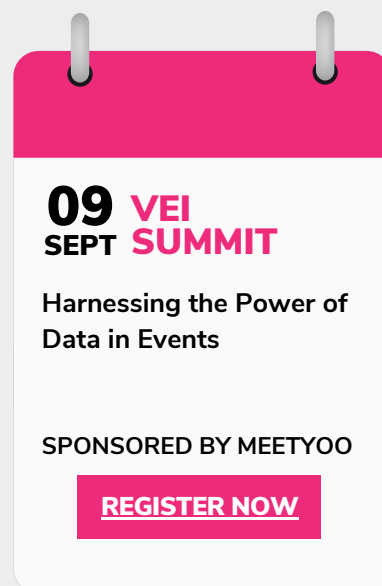 09 VEI
SEPT SUMMIT
Harnessing the Power of
Data in Events
SPONSORED BY MEETYOO
REGISTER NOW